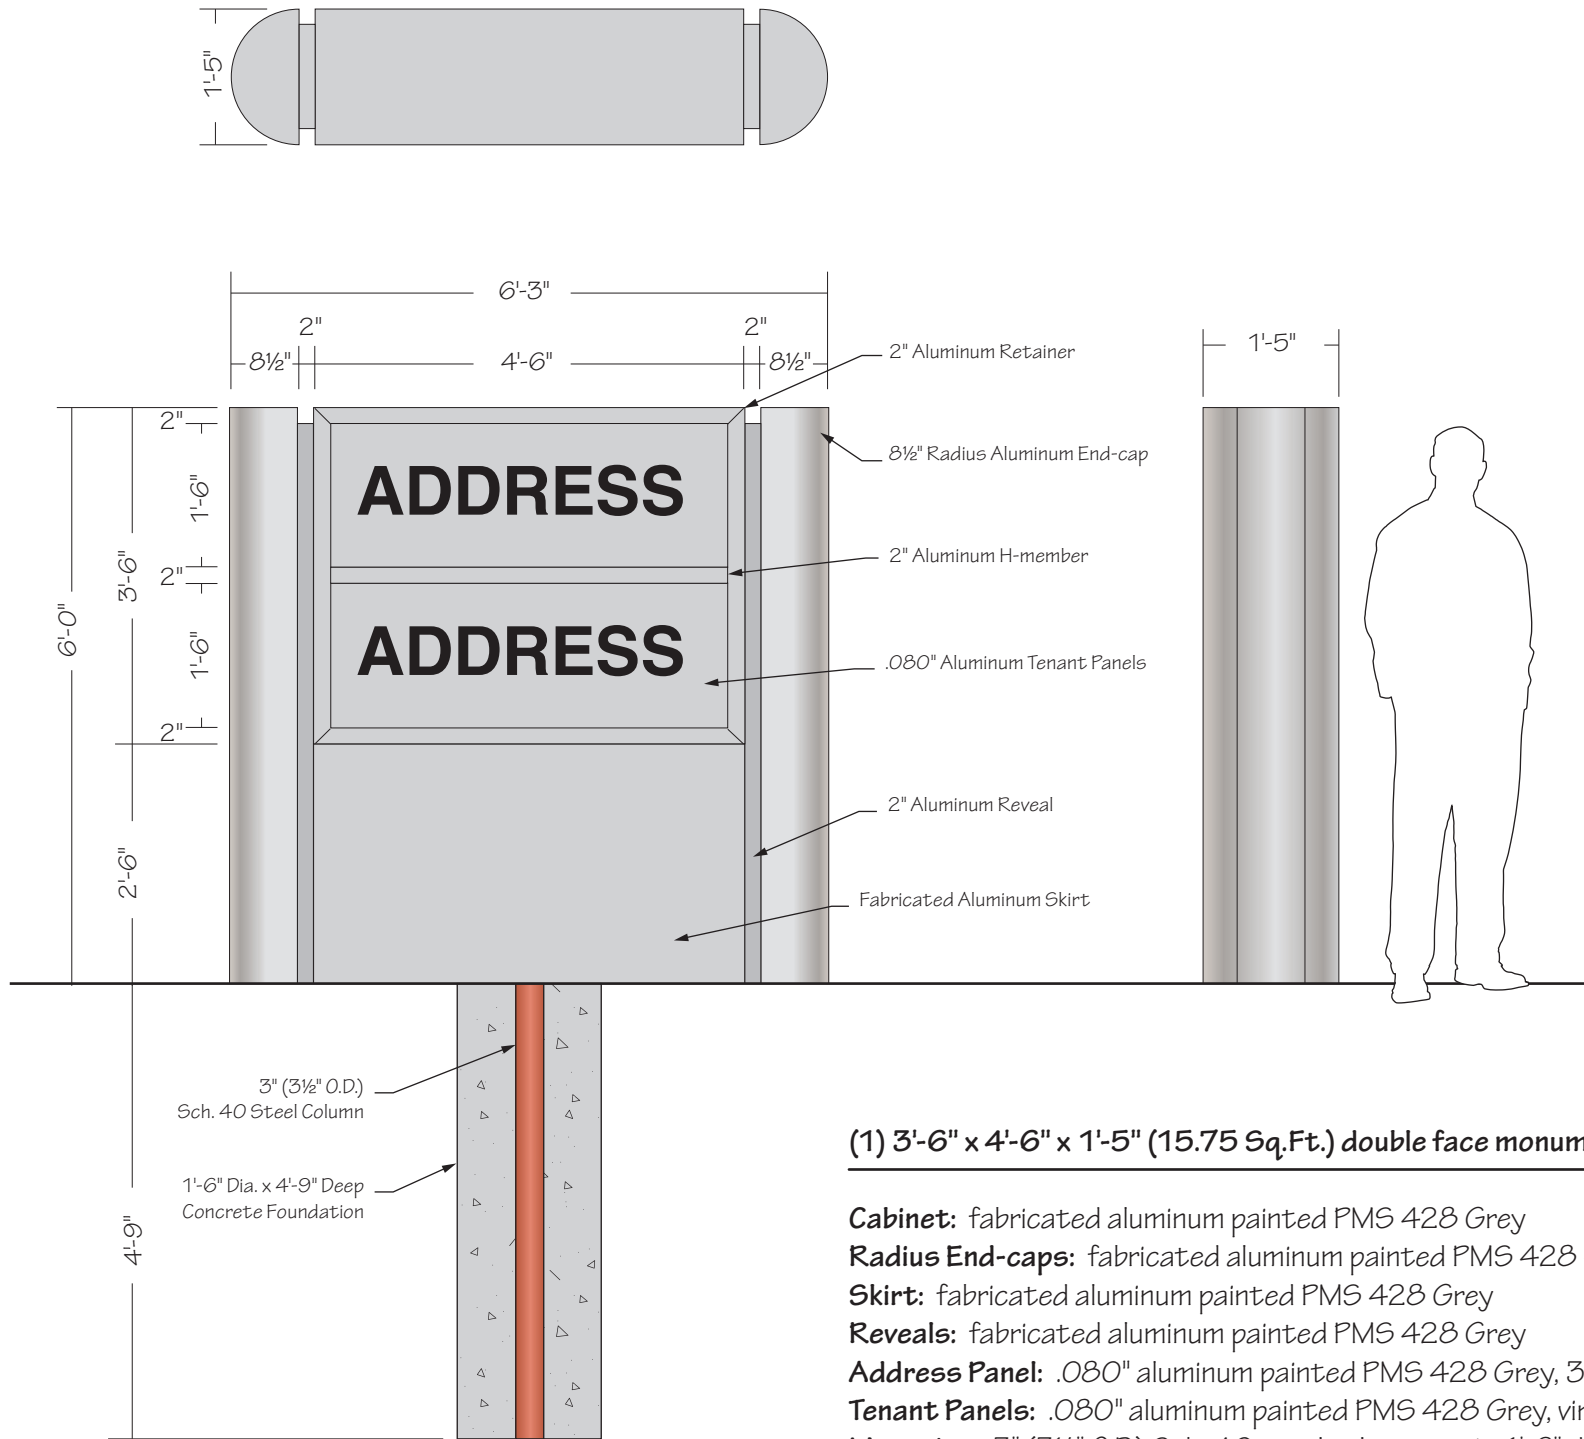 1'-5"
6'-3"
2"
2"
8½"
4'-6"
8½"
2" Aluminum Retainer
1'-5"
2"
8½" Radius Aluminum End-cap
1'-6"
ADDRESS
2" Aluminum H-member
2"
3'-6"
6'-0"
1'-6"
ADDRESS
.080" Aluminum Tenant Panels
2"
2" Aluminum Reveal
2'-6"
Fabricated Aluminum Skirt
3" (3½" O.D.)
Sch. 40 Steel Column
1'-6" Dia. x 4'-9" Deep
Concrete Foundation
4'-9"
(1) 3'-6" x 4'-6" x 1'-5" (15.75 Sq.Ft.) double face
Cabinet: fabricated aluminum painted PMS 428 Grey
Radius End-caps: fabricated aluminum painted PMS 428
Skirt: fabricated aluminum painted PMS 428 Grey
Reveals: fabricated aluminum painted PMS 428 Grey
Address Panel: .080" aluminum painted PMS 428 Grey,
Tenant Panels: .080" aluminum painted PMS 428 Grey,